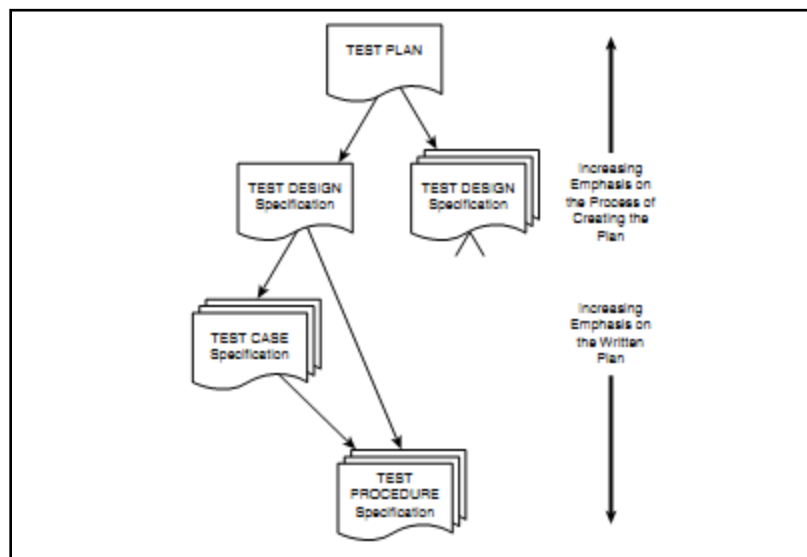 TEST PLAN
TEST DESIGN
Specification
TEST DESIGN
Specification
Increasing
Emphasis on
the Process of
Creating the
Plan
TEST CASE
Specification
Increasing
Emphasis on
the Written
Plan
TEST
PROCEDURE
Specification